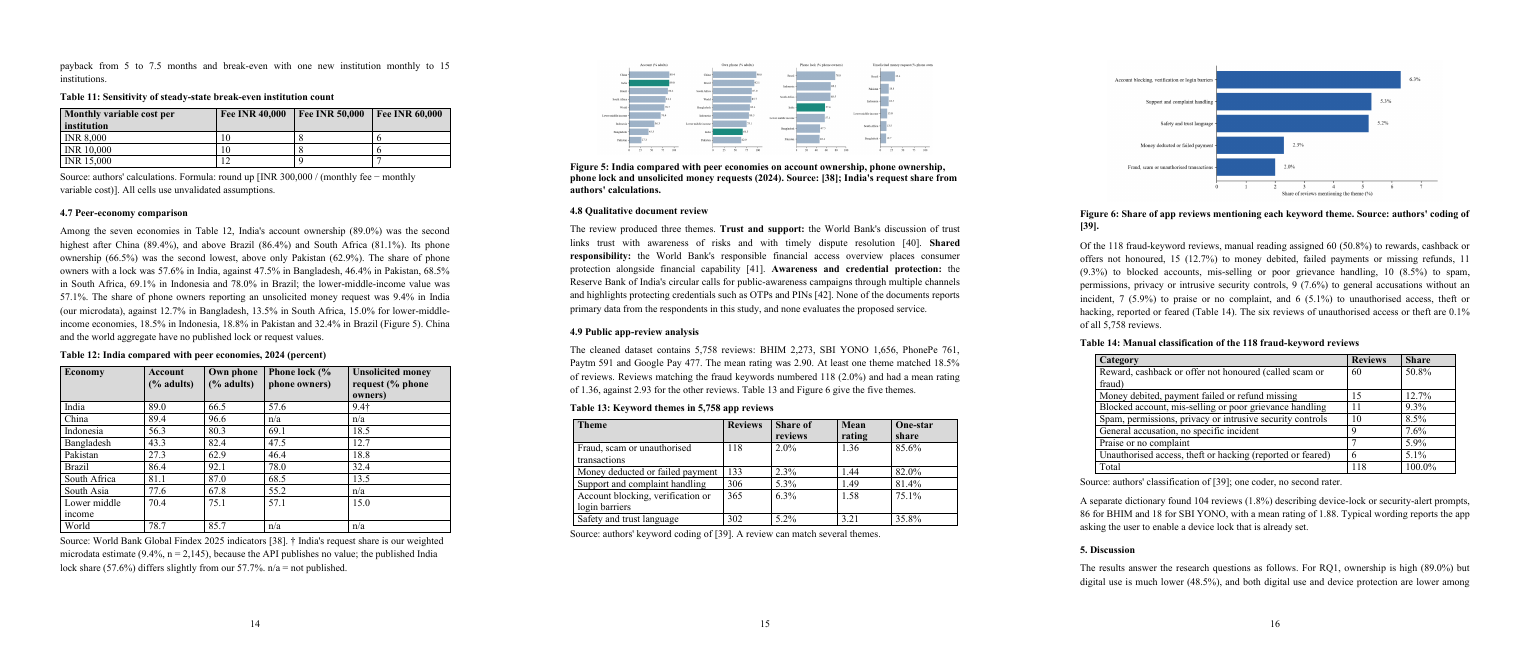 payback from 5 to 7.5 months and break-even with one new institution monthly to 15
institutions.
Table 11: Sensitivity of steady-state break-even institution count
Monthly variable cost per institution Fee INR 40,000 Fee INR 50,000 Fee INR 60,000
INR 8,000 10 8 6
INR 10,000 10 8 6
INR 15,000 12 9 7
Source: authors' calculations. Formula: round up [INR 300,000 / (monthly fee − monthly
variable cost)]. All cells use unvalidated assumptions.
4.7 Peer-economy comparison
Among the seven economies in Table 12, India's account ownership (89.0%) was the second
highest after China (89.4%), and above Brazil (86.4%) and South Africa (81.1%). Its phone
ownership (66.5%) was the second lowest, above only Pakistan (62.9%). The share of phone
owners with a lock was 57.6% in India, against 47.5% in Bangladesh, 46.4% in Pakistan, 68.5%
in South Africa, 69.1% in Indonesia and 78.0% in Brazil; the lower-middle-income value was
57.1%. The share of phone owners reporting an unsolicited money request was 9.4% in India
(our microdata), against 12.7% in Bangladesh, 13.5% in South Africa, 15.0% for lower-middle-
income economies, 18.5% in Indonesia, 18.8% in Pakistan and 32.4% in Brazil (Figure 5). China
and the world aggregate have no published lock or request values.
Table 12: India compared with peer economies, 2024 (percent)
Economy Account (% adults) Own phone (% adults) Phone lock (% phone owners) Unsolicited money request (% phone owners)
India 89.0 66.5 57.6 9.4†
China 89.4 96.6 n/a n/a
Indonesia 56.3 80.3 69.1 18.5
Bangladesh 43.3 82.4 47.5 12.7
Pakistan 27.3 62.9 46.4 18.8
Brazil 86.4 92.1 78.0 32.4
South Africa 81.1 87.0 68.5 13.5
South Asia 77.6 67.8 55.2 n/a
Lower middle income 70.4 75.1 57.1 15.0
World 78.7 85.7 n/a n/a
Source: World Bank Global Findex 2025 indicators [38]. † India's request share is our weighted
microdata estimate (9.4%, n = 2,145), because the API publishes no value; the published India
lock share (57.6%) differs slightly from our 57.7%. n/a = not published.
14
Account (% adults) Own phone (% adults) Phone lock (% phone owners)
Figure 5: India compared with peer economies on account ownership, phone ownership,
phone lock and unsolicited money requests (2024). Source: [38]; India's request share from
authors' calculations.
4.8 Qualitative document review
The review produced three themes. Trust and support: the World Bank's discussion of trust
links trust with awareness of risks and with timely dispute resolution [40]. Shared
responsibility: the World Bank's responsible financial access overview places consumer
protection alongside financial capability [41]. Awareness and credential protection: the
Reserve Bank of India's circular calls for public-awareness campaigns through multiple channels
and highlights protecting credentials such as OTPs and PINs [42]. None of the documents reports
primary data from the respondents in this study, and none evaluates the proposed service.
4.9 Public app-review analysis
The cleaned dataset contains 5,758 reviews: BHIM 2,273, SBI YONO 1,656, PhonePe 761,
Paytm 591 and Google Pay 477. The mean rating was 2.90. At least one theme matched 18.5%
of reviews. Reviews matching the fraud keywords numbered 118 (2.0%) and had a mean rating
of 1.36, against 2.93 for the other reviews. Table 13 and Figure 6 give the five themes.
Table 13: Keyword themes in 5,758 app reviews
Theme Reviews Share of reviews Mean rating One-star share
Fraud, scam or unauthorised transactions 118 2.0% 1.36 85.6%
Money deducted or failed payment 133 2.3% 1.44 82.0%
Support and complaint handling 306 5.3% 1.49 81.4%
Account blocking, verification or login barriers 365 6.3% 1.58 75.1%
Safety and trust language 302 5.2% 3.21 35.8%
Source: authors' keyword coding of [39]. A review can match several themes.
15
Account blocking, verification or login barriers 6.3%
Support and complaint handling 5.3%
Safety and trust language 5.2%
Money deducted or failed payment 2.3%
Fraud, scam or unauthorised transactions 2.0%
0 1 2 3 4 5 6 7
Share of reviews mentioning the theme (%)
Figure 6: Share of app reviews mentioning each keyword theme. Source: authors' coding of
[39].
Of the 118 fraud-keyword reviews, manual reading assigned 60 (50.8%) to rewards, cashback or
offers not honoured, 15 (12.7%) to money debited, failed payments or missing refunds, 11
(9.3%) to blocked accounts, mis-selling or poor grievance handling, 10 (8.5%) to spam,
permissions, privacy or intrusive security controls, 9 (7.6%) to general accusations without an
incident, 7 (5.9%) to praise or no complaint, and 6 (5.1%) to unauthorised access, theft or
hacking, reported or feared (Table 14). The six reviews of unauthorised access or theft are 0.1%
of all 5,758 reviews.
Table 14: Manual classification of the 118 fraud-keyword reviews
Category Reviews Share
Reward, cashback or offer not honoured (called scam or fraud) 60 50.8%
Money debited, payment failed or refund missing 15 12.7%
Blocked account, mis-selling or poor grievance handling 11 9.3%
Spam, permissions, privacy or intrusive security controls 10 8.5%
General accusation, no specific incident 9 7.6%
Praise or no complaint 7 5.9%
Unauthorised access, theft or hacking (reported or feared) 6 5.1%
Total 118 100.0%
Source: authors' classification of [39]; one coder, no second rater.
A separate dictionary found 104 reviews (1.8%) describing device-lock or security-alert prompts,
86 for BHIM and 18 for SBI YONO, with a mean rating of 1.88. Typical wording reports the app
asking the user to enable a device lock that is already set.
5. Discussion
The results answer the research questions as follows. For RQ1, ownership is high (89.0%) but
digital use is much lower (48.5%), and both digital use and device protection are lower among
16